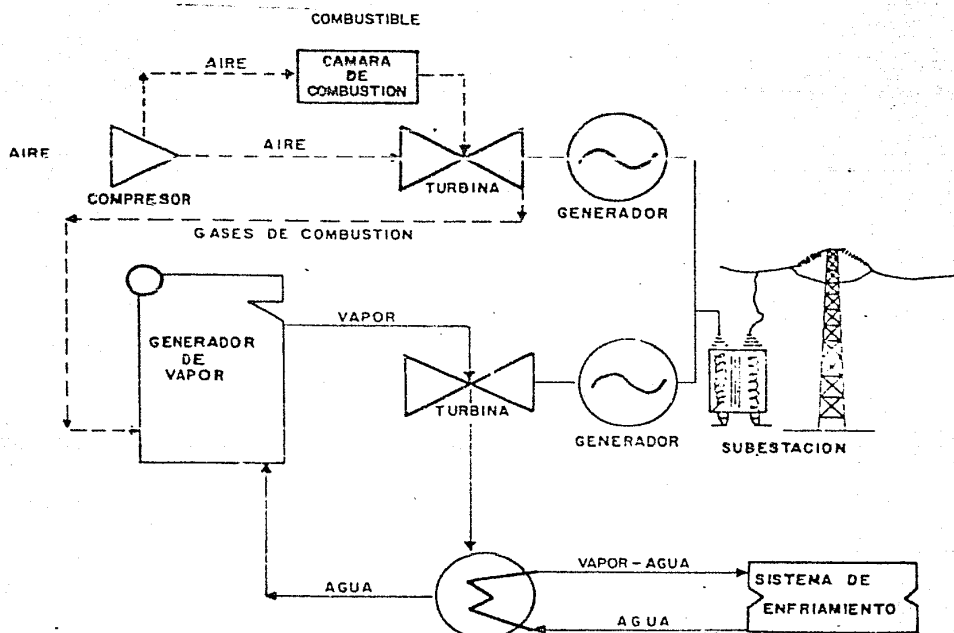 COMBUSTIBLE
AIRE
CAMARA
DE
COMBUSTION
AIRE
AIRE
COMPRESOR
TURBINA
GENERADOR
GASES DE COMBUSTION
GENERADOR
DE
VAPOR
VAPOR
TURBINA
GENERADOR
SUBESTACION
AGUA
VAPOR-AGUA
AGUA
SISTEMA DE
ENFRIAMIENTO